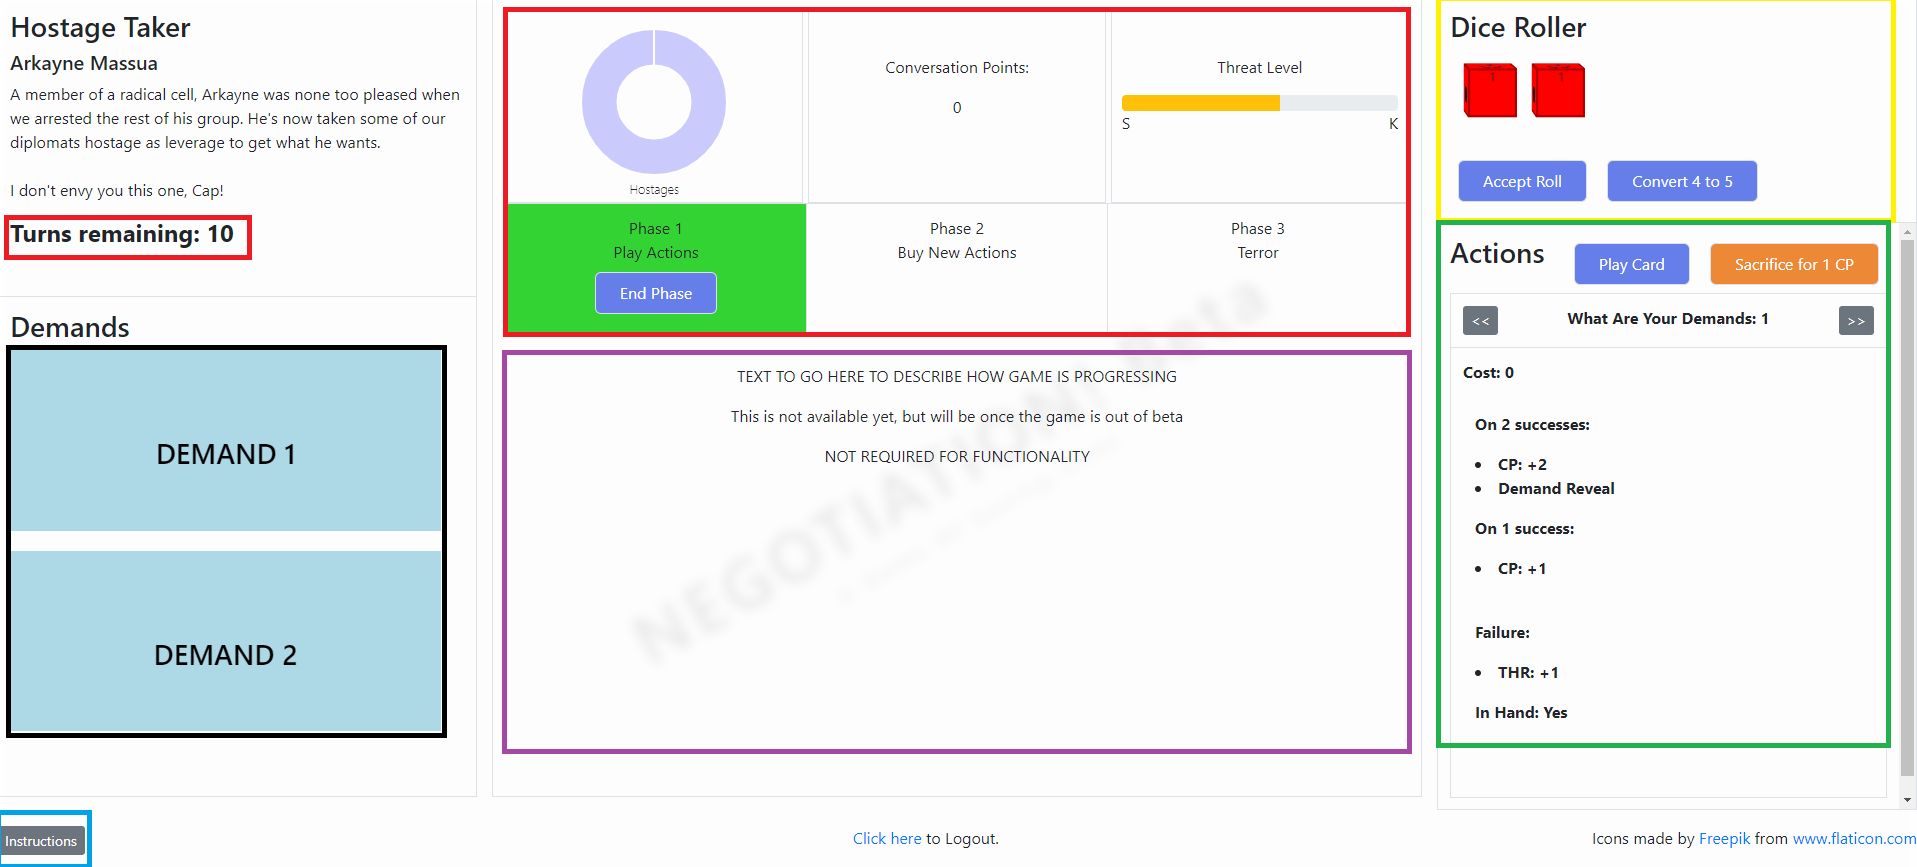 Hostage Taker
Arkayne Massua
A member of a radical cell, Arkayne was none too pleased when
we arrested the rest of his group. He's now taken some of our
diplomats hostage as leverage to get what he wants.
I don't envy you this one, Cap!
Turns remaining: 10
Demands
DEMAND 1
DEMAND 2
Instructions
Hostages
Conversation Points:
0
Threat Level
S
K
Phase 1
Play Actions
End Phase
Phase 2
Buy New Actions
Phase 3
Terror
TEXT TO GO HERE TO DESCRIBE HOW GAME IS PROGRESSING
This is not available yet, but will be once the game is out of beta
NOT REQUIRED FOR FUNCTIONALITY
NEGOTIATION! Beta
Click here to Logout.
Dice Roller
1
1
Accept Roll
Convert 4 to 5
Actions
Play Card
Sacrifice for 1 CP
<<
What Are Your Demands: 1
>>
Cost: 0
On 2 successes:
• CP: +2
• Demand Reveal
On 1 success:
• CP: +1
Failure:
• THR: +1
In Hand: Yes
Icons made by Freepik from www.flaticon.com